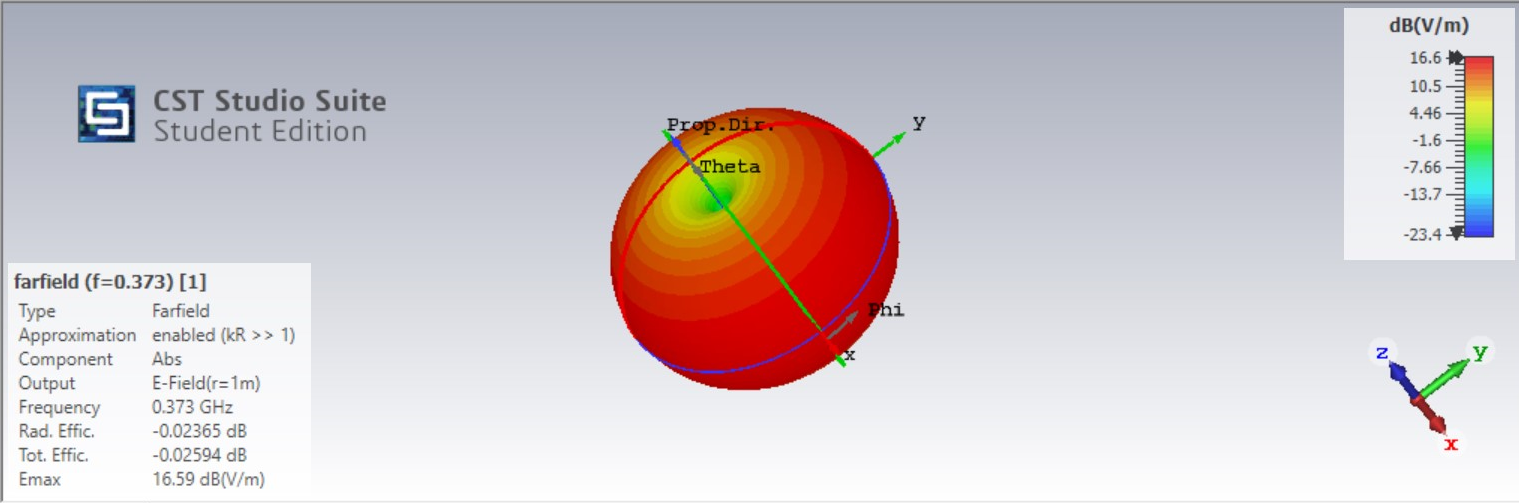 CST Studio Suite
Student Edition
Prop.Dir.
y
Theta
Phi
x
dB(V/m)
16.6
10.5
4.46
-1.6
-7.66
-13.7
-23.4
farfield (f=0.373) [1]
Type Farfield
Approximation enabled (kR >> 1)
Component Abs
Output E-Field(r=1m)
Frequency 0.373 GHz
Rad. Effic. -0.02365 dB
Tot. Effic. -0.02594 dB
Emax 16.59 dB(V/m)
z
y
x